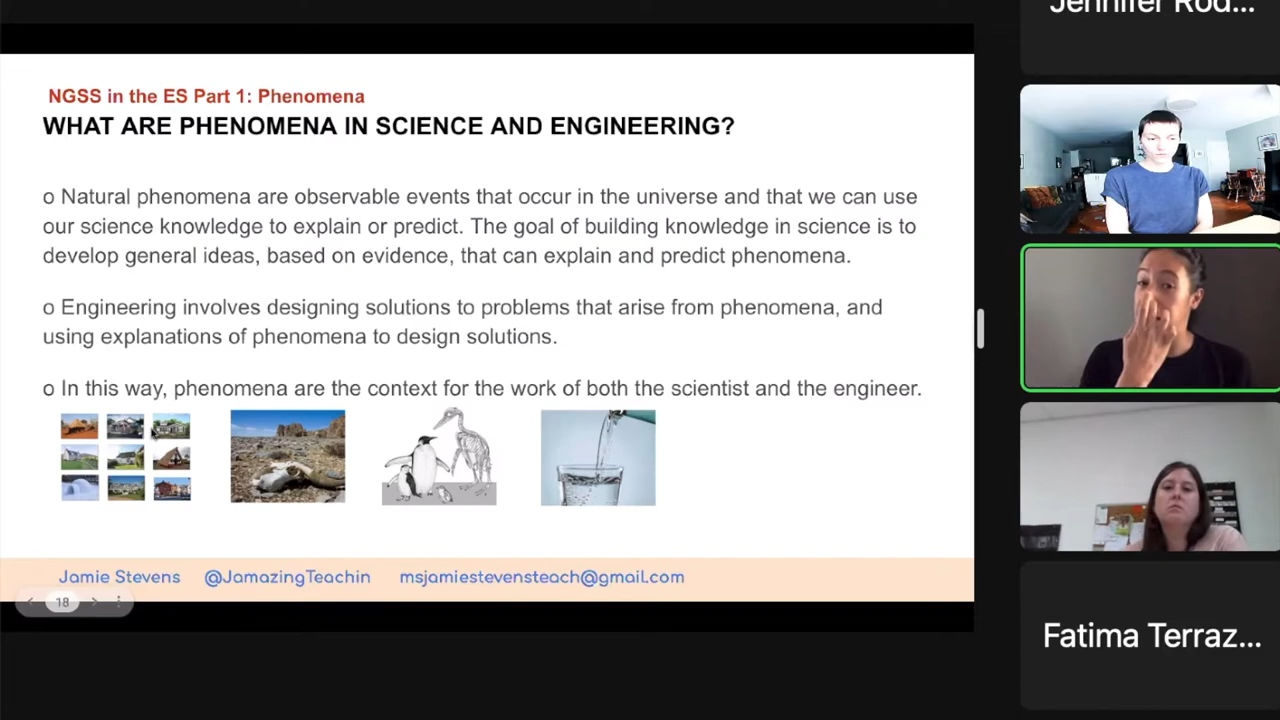 Jennifer Rod...
NGSS in the ES Part 1: Phenomena
WHAT ARE PHENOMENA IN SCIENCE AND ENGINEERING?
o Natural phenomena are observable events that occur in the universe and that we can use
our science knowledge to explain or predict. The goal of building knowledge in science is to
develop general ideas, based on evidence, that can explain and predict phenomena.
o Engineering involves designing solutions to problems that arise from phenomena, and
using explanations of phenomena to design solutions.
o In this way, phenomena are the context for the work of both the scientist and the engineer.
Jamie Stevens @JamazingTeachin msjamiestevensteach@gmail.com
18
Fatima Terraz...